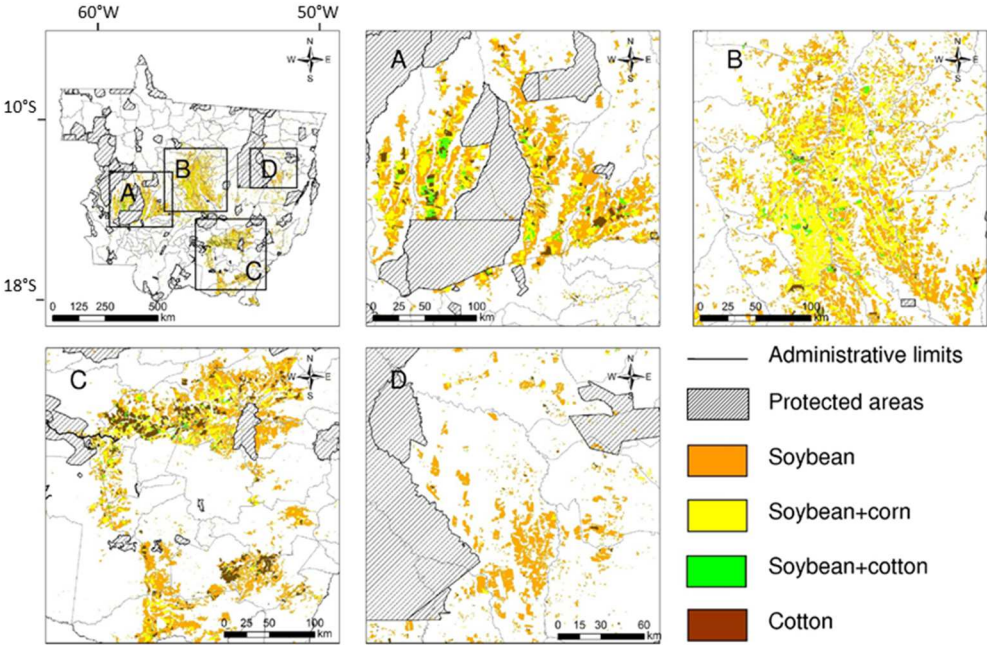 60°W 50°W
10°S
18°S
N
W E
S
A
B
C
D
0 125 250 500
km
A
N
W E
S
0 25 50 100
km
B
N
W E
S
0 25 50 100
km
C
N
W E
S
0 25 50 100
km
D
N
W E
S
0 15 30 60
km
Administrative limits
Protected areas
Soybean
Soybean+corn
Soybean+cotton
Cotton